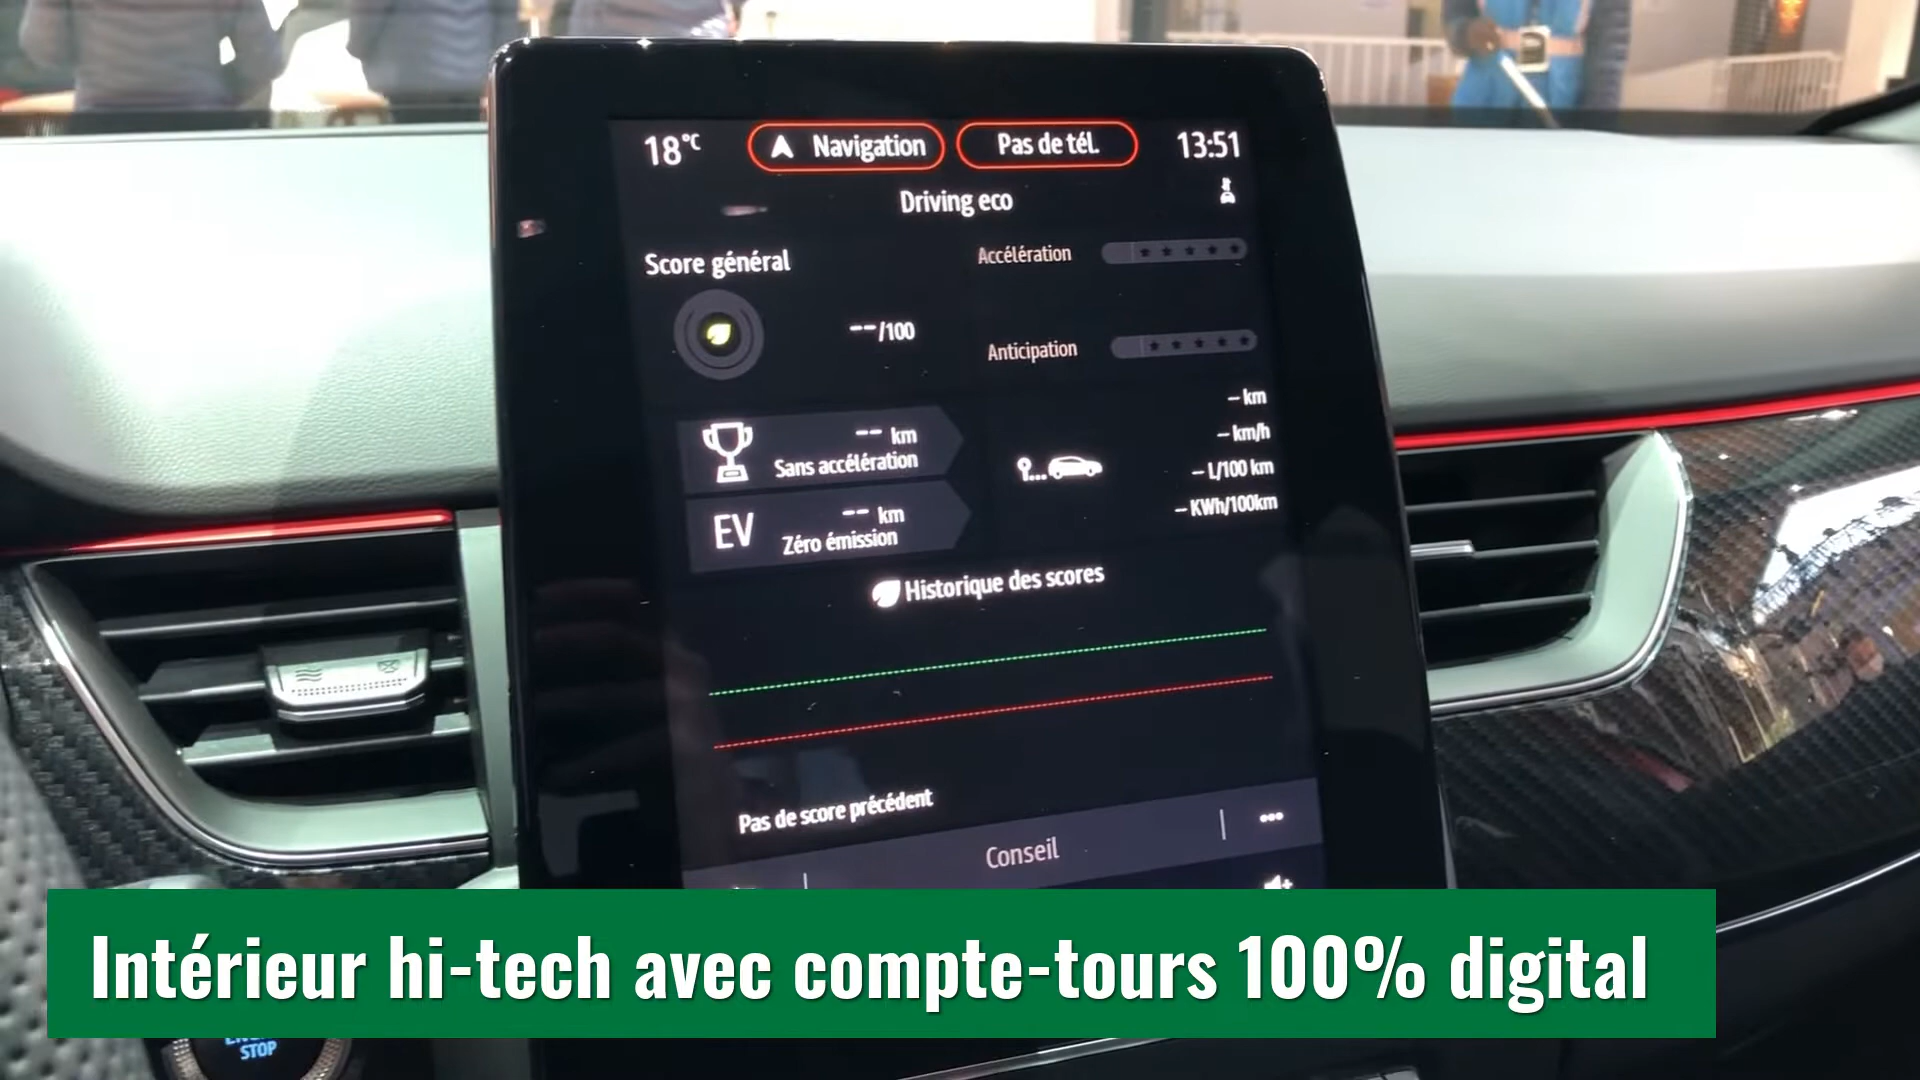 18°C
Navigation
Pas de tél.
13:51
Driving eco
Score général
--/100
Accélération
Anticipation
-- km
Sans accélération
EV
-- km
Zéro émission
-- km
-- km/h
-- L/100 km
-- KWh/100km
Historique des scores
Pas de score précédent
Conseil
Intérieur hi-tech avec compte-tours 100% digital
STOP